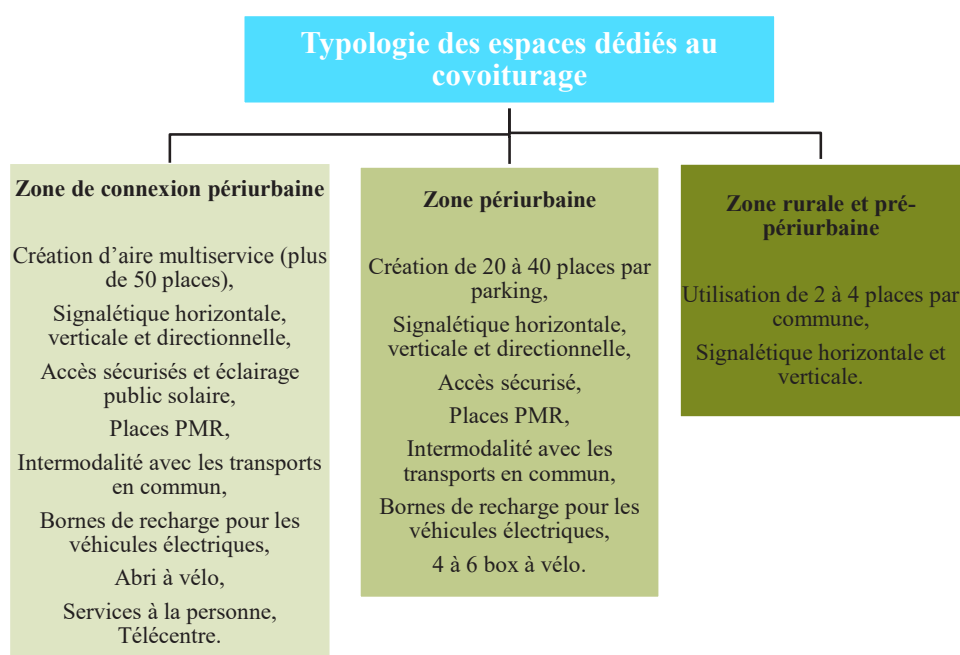 Typologie des espaces dédiés au
covoiturage
Zone de connexion périurbaine
Création d'aire multiservice (plus
de 50 places),
Signalétique horizontale,
verticale et directionnelle,
Accès sécurisés et éclairage
public solaire,
Places PMR,
Intermodalité avec les transports
en commun,
Bornes de recharge pour les
véhicules électriques,
Abri à vélo,
Services à la personne,
Télécentre.
Zone périurbaine
Création de 20 à 40 places par
parking,
Signalétique horizontale,
verticale et directionnelle,
Accès sécurisé,
Places PMR,
Intermodalité avec les
transports en commun,
Bornes de recharge pour les
véhicules électriques,
4 à 6 box à vélo.
Zone rurale et pré-
périurbaine
Utilisation de 2 à 4 places par
commune,
Signalétique horizontale et
verticale.